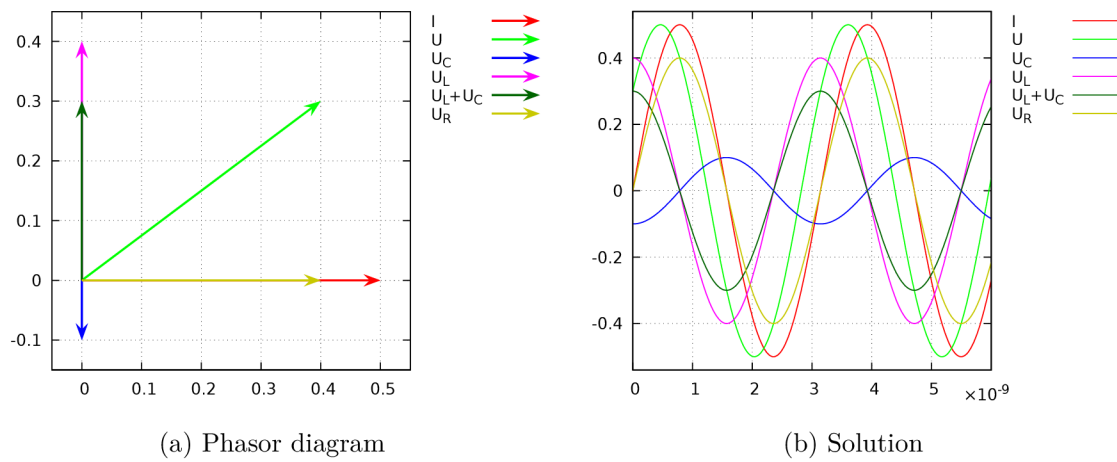 0.4
0.3
0.2
0.1
0
-0.1
0 0.1 0.2 0.3 0.4 0.5
I
U
U_C
U_L
U_L+U_C
U_R
(a) Phasor diagram
0.4
0.2
0
-0.2
-0.4
0 1 2 3 4 5 ×10^-9
I
U
U_C
U_L
U_L+U_C
U_R
(b) Solution